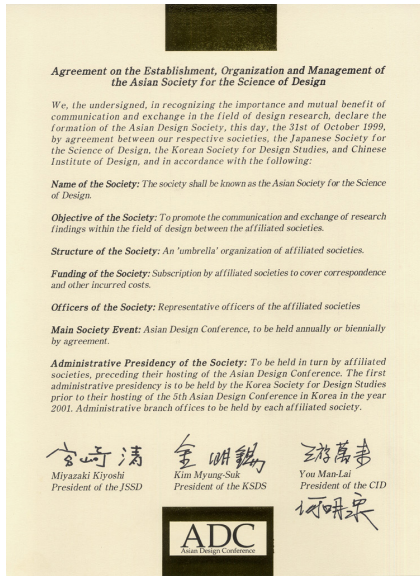 Agreement on the Establishment, Organization and Management of
the Asian Society for the Science of Design
We, the undersigned, in recognizing the importance and mutual benefit of
communication and exchange in the field of design research, declare the
formation of the Asian Design Society, this day, the 31st of October 1999,
by agreement between our respective societies, the Japanese Society for
the Science of Design, the Korean Society for Design Studies, and Chinese
Institute of Design, and in accordance with the following:
Name of the Society: The society shall be known as the Asian Society for the Science
of Design.
Objective of the Society: To promote the communication and exchange of research
findings within the field of design between the affiliated societies.
Structure of the Society: An 'umbrella' organization of affiliated societies.
Funding of the Society: Subscription by affiliated societies to cover correspondence
and other incurred costs.
Officers of the Society: Representative officers of the affiliated societies
Main Society Event: Asian Design Conference, to be held annually or biennially
by agreement.
Administrative Presidency of the Society: To be held in turn by affiliated
societies, preceding their hosting of the Asian Design Conference. The first
administrative presidency is to be held by the Korea Society for Design Studies
prior to their hosting of the 5th Asian Design Conference in Korea in the year
2001. Administrative branch offices to be held by each affiliated society.
宮崎 清 金明錫 游萬来
Miyazaki Kiyoshi Kim Myung-Suk You Man-Lai
President of the JSSD President of the KSDS President of the CID
ADC
Asian Design Conference